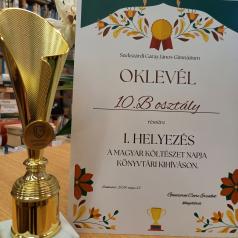 Szekszárdi Garay János Gimnázium
OKLEVÉL
10.B osztály
részére
I. HELYEZÉS
A MAGYAR KÖLTÉSZET NAPJA
KÖNYVTÁRI KIHÍVÁSON.